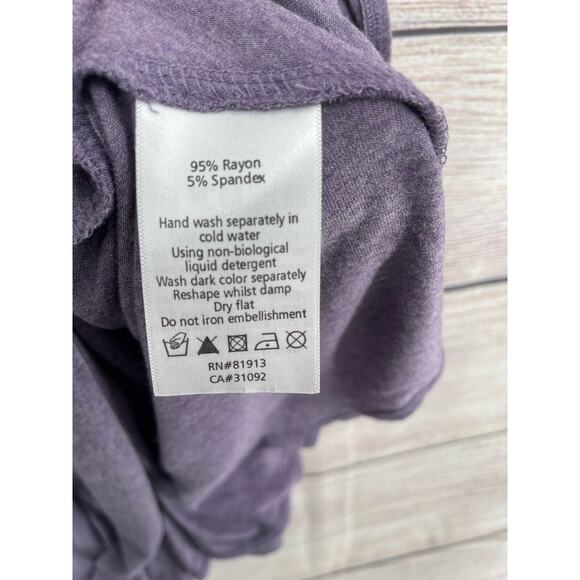 95% Rayon
5% Spandex
Hand wash separately in
cold water
Using non-biological
liquid detergent
Wash dark color separately
Reshape whilst damp
Dry flat
Do not iron embellishment
RN#81913
CA#31092